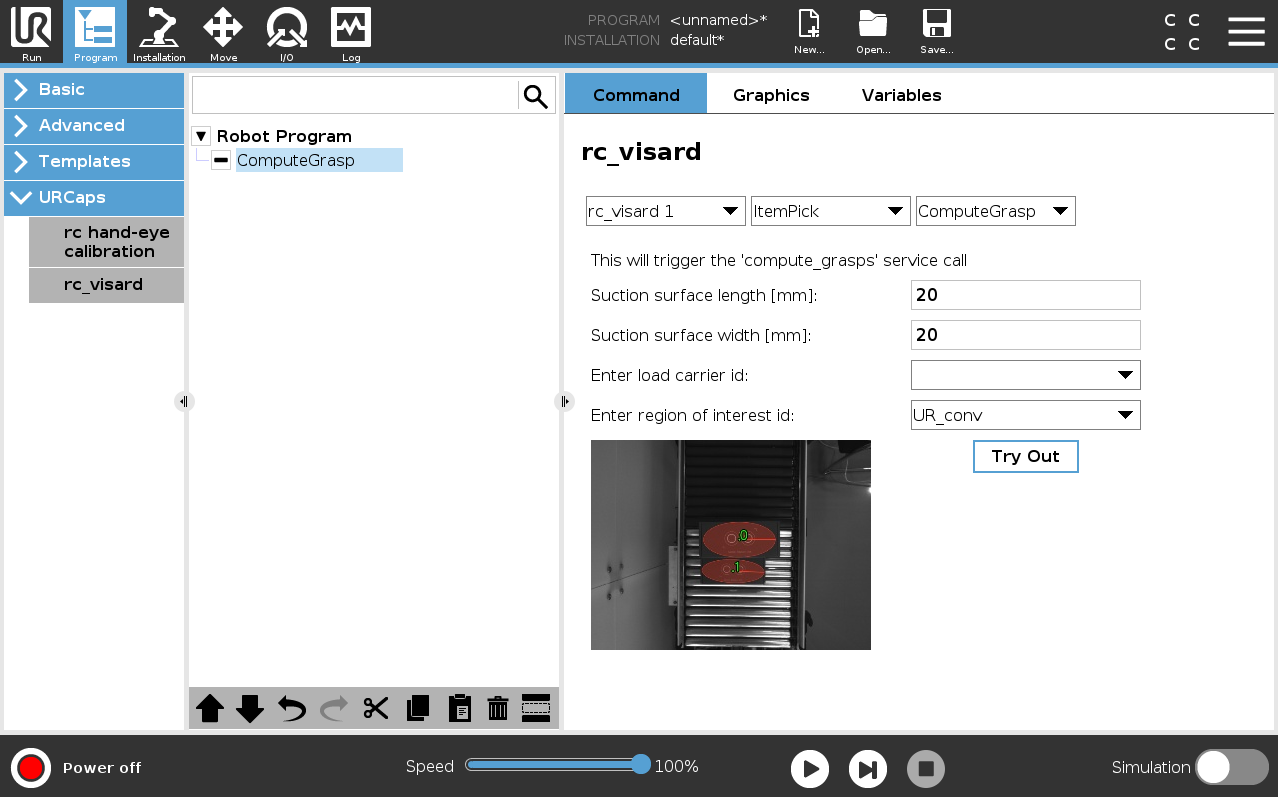 PROGRAM <unnamed>*
INSTALLATION default*
C C
C C
Run Program Installation Move I/O Log New... Open... Save...
Basic
Advanced
Templates
URCaps
rc hand-eye
calibration
rc_visard
Robot Program
ComputeGrasp
Command Graphics Variables
rc_visard
rc_visard 1 ItemPick ComputeGrasp
This will trigger the 'compute_grasps' service call
Suction surface length [mm]: 20
Suction surface width [mm]: 20
Enter load carrier id:
Enter region of interest id: UR_conv
Try Out
0
1
Power off Speed 100% Simulation